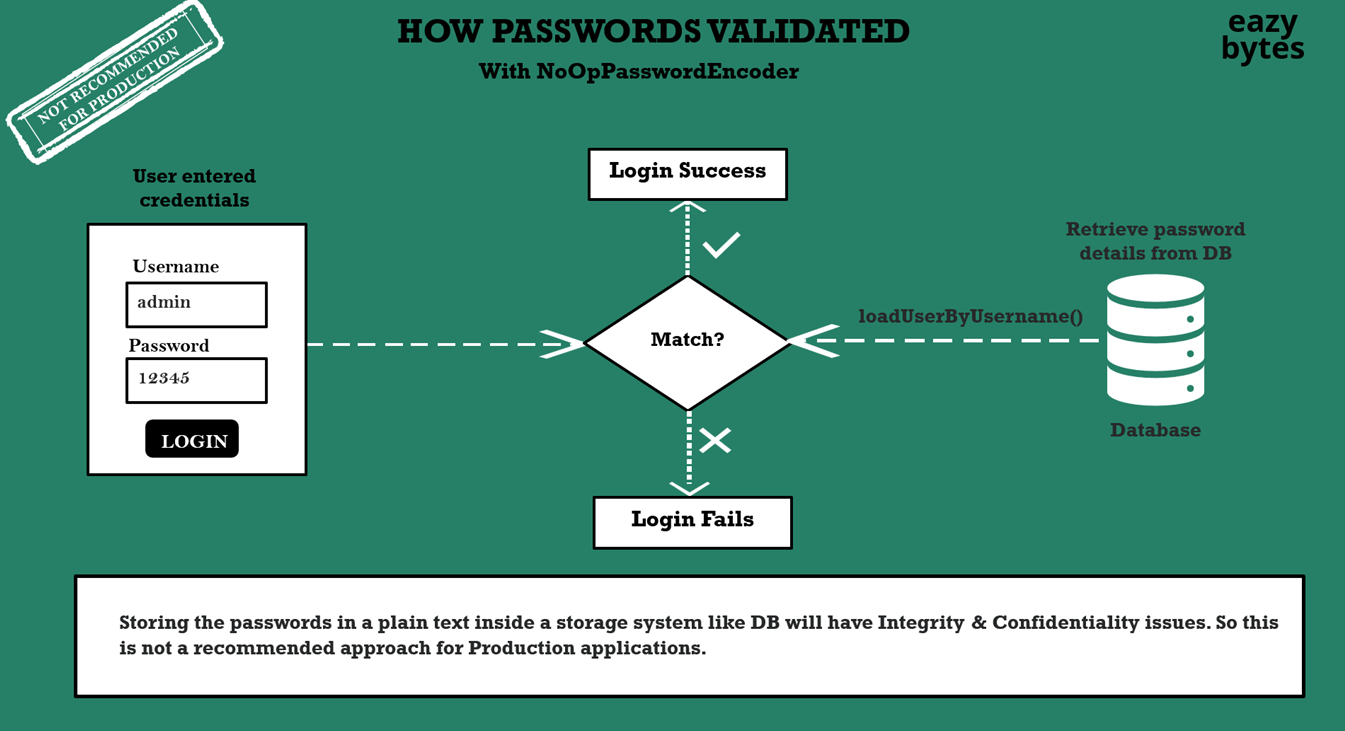 HOW PASSWORDS VALIDATED
With NoOpPasswordEncoder
eazy
bytes
NOT RECOMMENDED
FOR PRODUCTION
User entered
credentials
Username
admin
Password
12345
LOGIN
Login Success
Match?
Login Fails
loadUserByUsername()
Retrieve password
details from DB
Database
Storing the passwords in a plain text inside a storage system like DB will have Integrity & Confidentiality issues. So this
is not a recommended approach for Production applications.